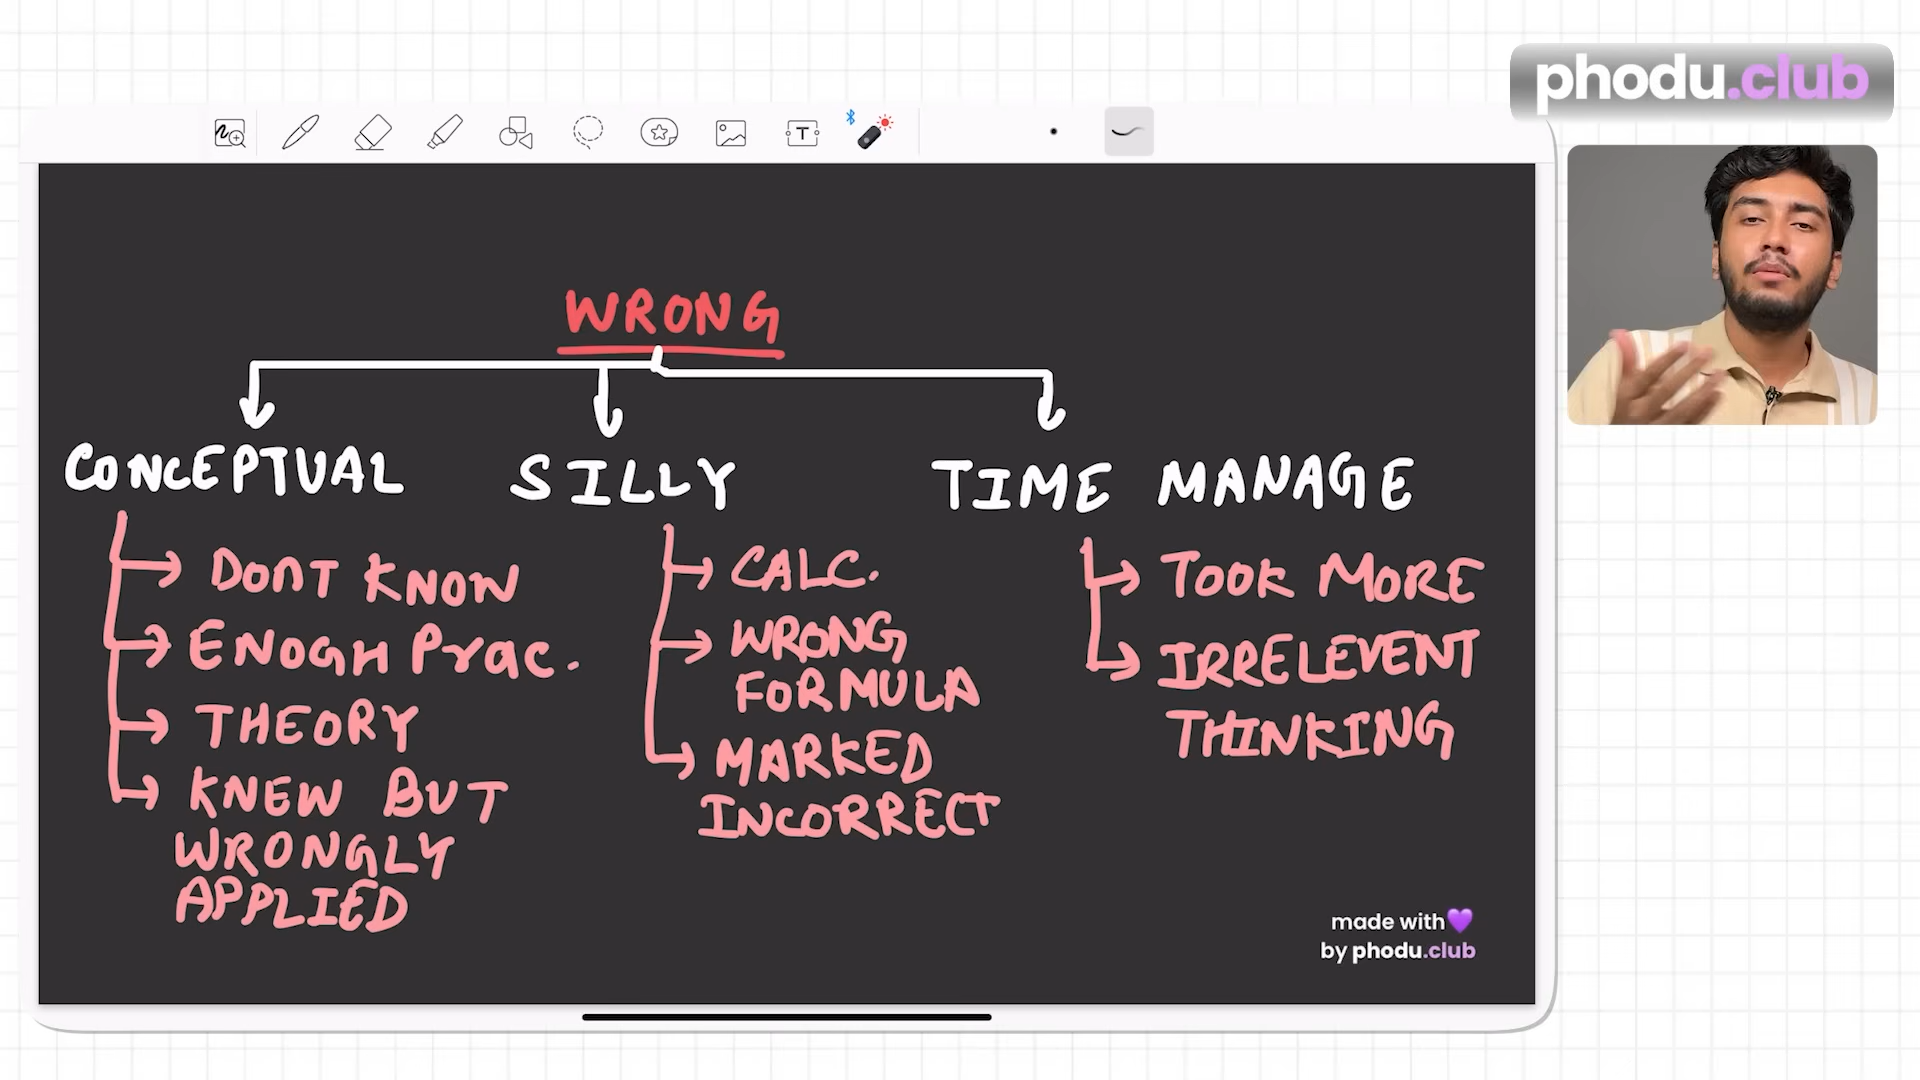 phodu.club
T
WRONG
CONCEPTUAL
SILLY
TIME MANAGE
DONT KNOW
ENOGH Prac.
THEORY
KNEW BUT
WRONGLY
APPLIED
CALC.
WRONG
FORMULA
MARKED
INCORRECT
TOOK MORE
IRRELEVENT
THINKING
made with💜
by phodu.club